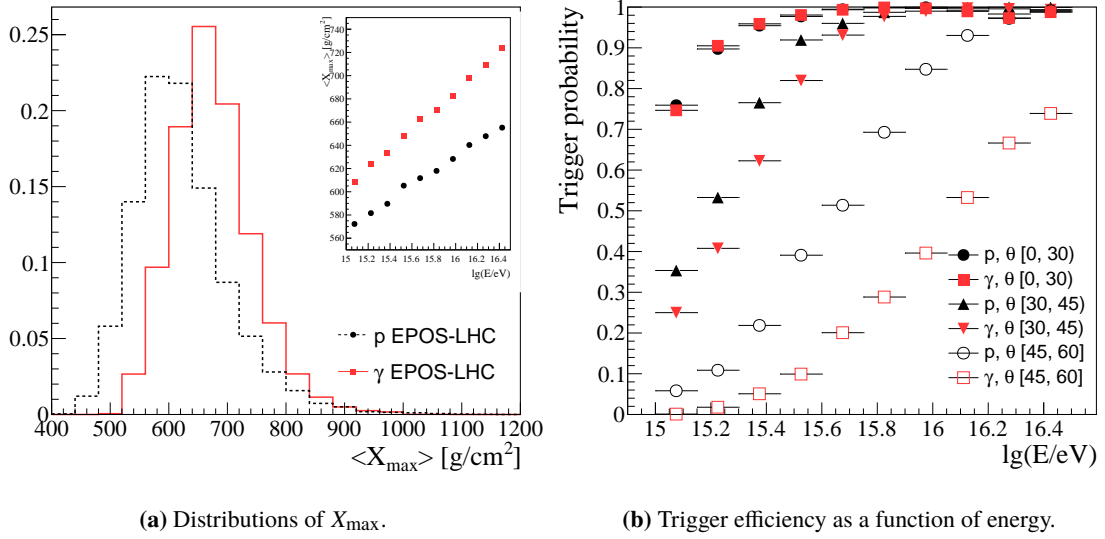 0.25
0.2
0.15
0.1
0.05
0
400 500 600 700 800 900 1000 1100 1200
<X_max> [g/cm²]
<X_max> [g/cm²]
740
720
700
680
660
640
620
600
580
560
15 15.2 15.4 15.6 15.8 16 16.2 16.4
lg(E/eV)
p EPOS-LHC
γ EPOS-LHC
(a) Distributions of X_max.
Trigger probability
1
0.9
0.8
0.7
0.6
0.5
0.4
0.3
0.2
0.1
0
15 15.2 15.4 15.6 15.8 16 16.2 16.4
lg(E/eV)
p, θ [0, 30)
γ, θ [0, 30)
p, θ [30, 45)
γ, θ [30, 45)
p, θ [45, 60]
γ, θ [45, 60]
(b) Trigger efficiency as a function of energy.